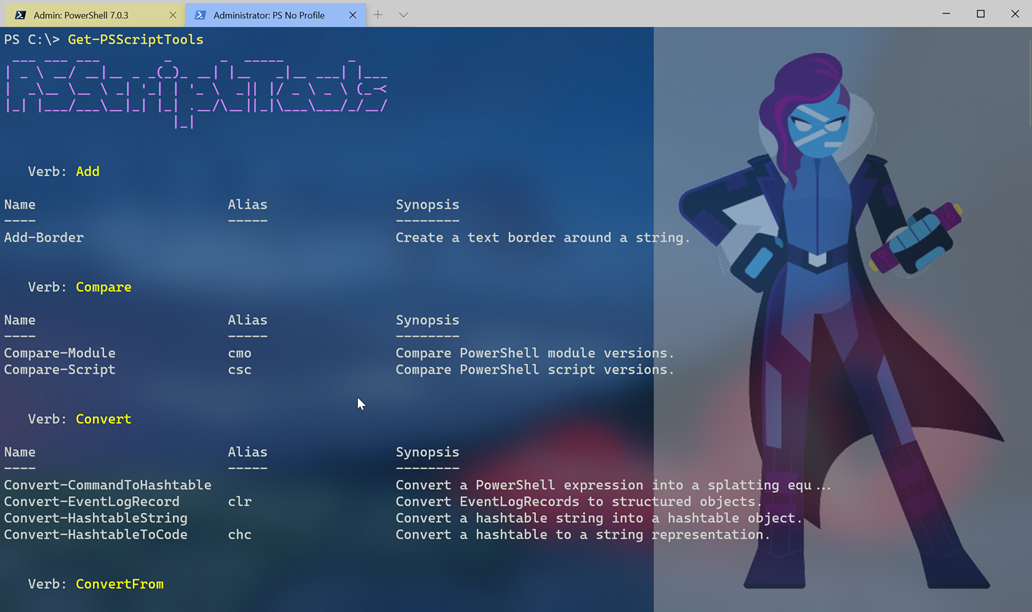 Admin: PowerShell 7.0.3
Administrator: PS No Profile
PS C:\> Get-PSScriptTools
PSScriptTools
Verb: Add
Name Alias Synopsis
---- ----- --------
Add-Border Create a text border around a string.
Verb: Compare
Name Alias Synopsis
---- ----- --------
Compare-Module cmo Compare PowerShell module versions.
Compare-Script csc Compare PowerShell script versions.
Verb: Convert
Name Alias Synopsis
---- ----- --------
Convert-CommandToHashtable Convert a PowerShell expression into a splatting equ...
Convert-EventLogRecord clr Convert EventLogRecords to structured objects.
Convert-HashtableString Convert a hashtable string into a hashtable object.
Convert-HashtableToCode chc Convert a hashtable to a string representation.
Verb: ConvertFrom